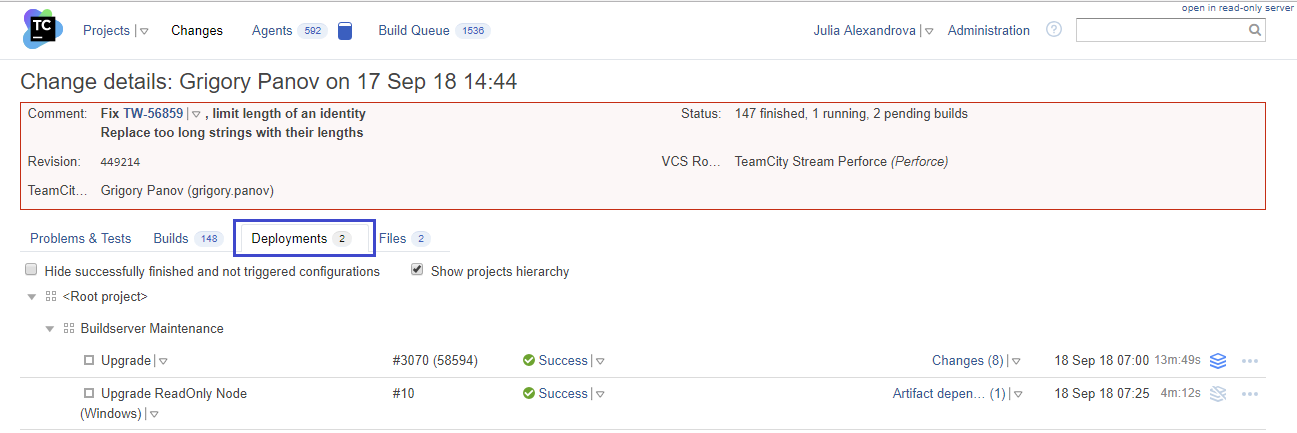 open in read-only server
TC Projects Changes Agents 592 Build Queue 1536 Julia Alexandrova Administration ?
Change details: Grigory Panov on 17 Sep 18 14:44
Comment: Fix TW-56859 , limit length of an identity Status: 147 finished, 1 running, 2 pending builds
Replace too long strings with their lengths
Revision: 449214 VCS Ro... TeamCity Stream Perforce (Perforce)
TeamCit... Grigory Panov (grigory.panov)
Problems & Tests Builds 148 Deployments 2 Files 2
Hide successfully finished and not triggered configurations Show projects hierarchy
<Root project>
Buildserver Maintenance
Upgrade #3070 (58594) Success Changes (8) 18 Sep 18 07:00 13m:49s
Upgrade ReadOnly Node #10 Success Artifact depen... (1) 18 Sep 18 07:25 4m:12s
(Windows)